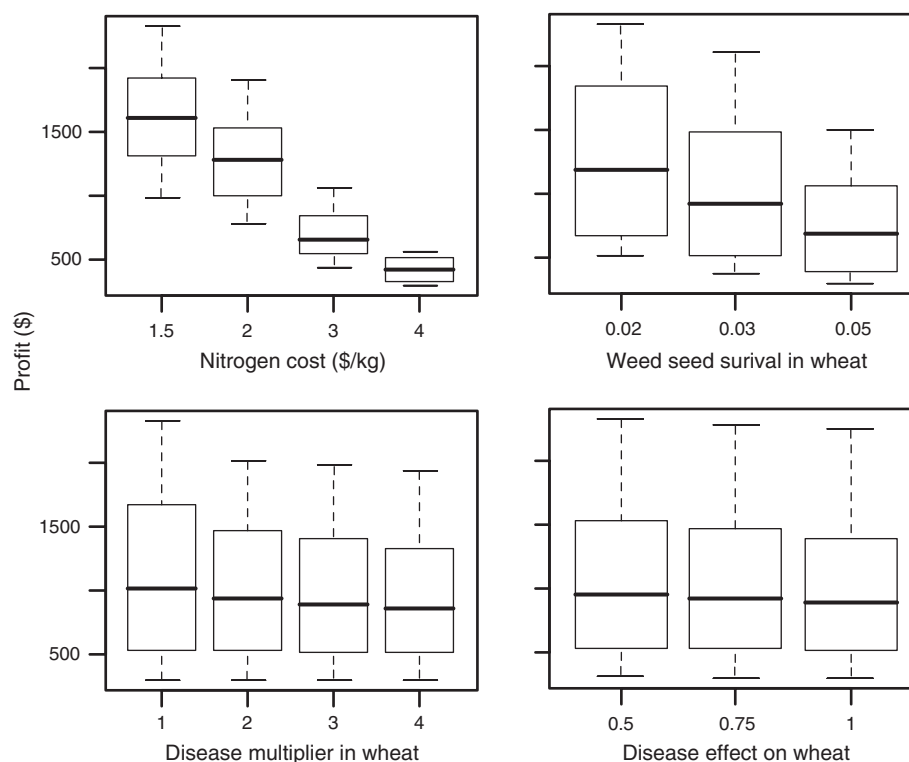 1500
500
1.5 2 3 4
Nitrogen cost ($/kg)
0.02 0.03 0.05
Weed seed surival in wheat
Profit ($)
1500
500
1 2 3 4
Disease multiplier in wheat
0.5 0.75 1
Disease effect on wheat